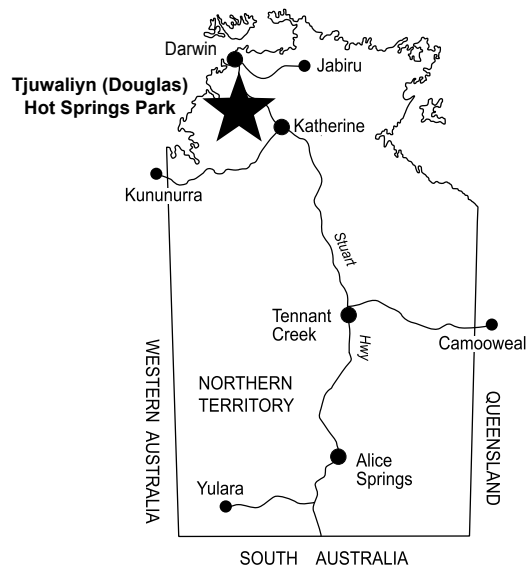 Darwin
Jabiru
Tjuwaliyn (Douglas)
Hot Springs Park
Katherine
Kununurra
Stuart
Tennant
Creek
Hwy
Camooweal
WESTERN AUSTRALIA
NORTHERN
TERRITORY
QUEENSLAND
Alice
Springs
Yulara
SOUTH AUSTRALIA